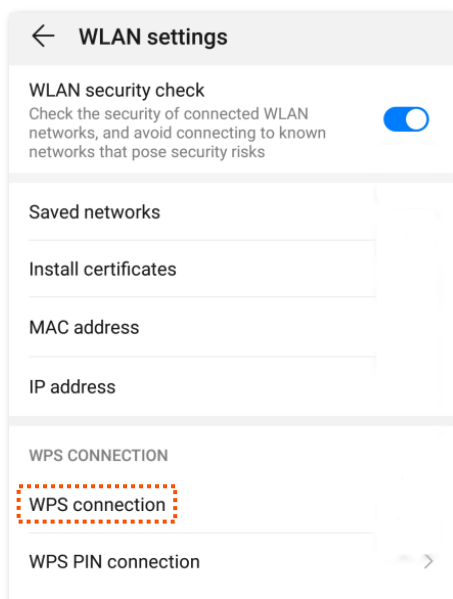 WLAN settings
WLAN security check
Check the security of connected WLAN
networks, and avoid connecting to known
networks that pose security risks
Saved networks
Install certificates
MAC address
IP address
WPS CONNECTION
WPS connection
WPS PIN connection